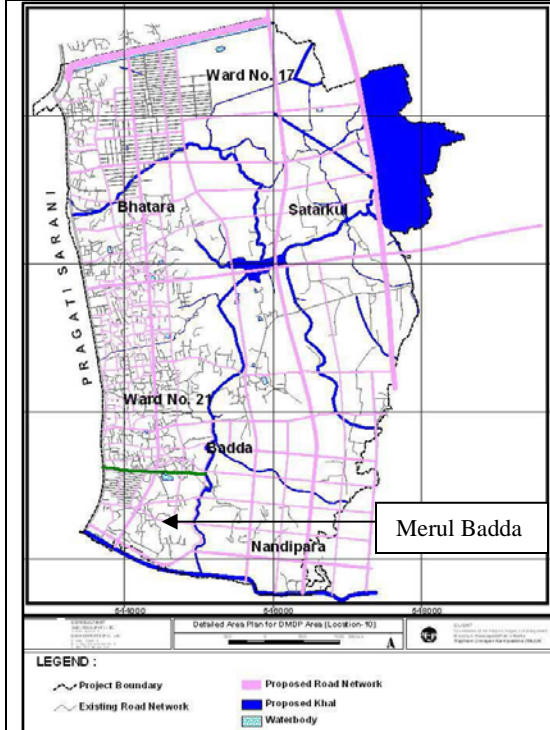 Ward No. 17
Bhatara
Satarkul
PRAGATI SARANI
Ward No. 21
Badda
Merul Badda
Nandipara
544000
546000
548000
Detailed Area Plan for DMDP Area (Location-10)
LEGEND :
Project Boundary
Proposed Road Network
Existing Road Network
Proposed Khal
Waterbody